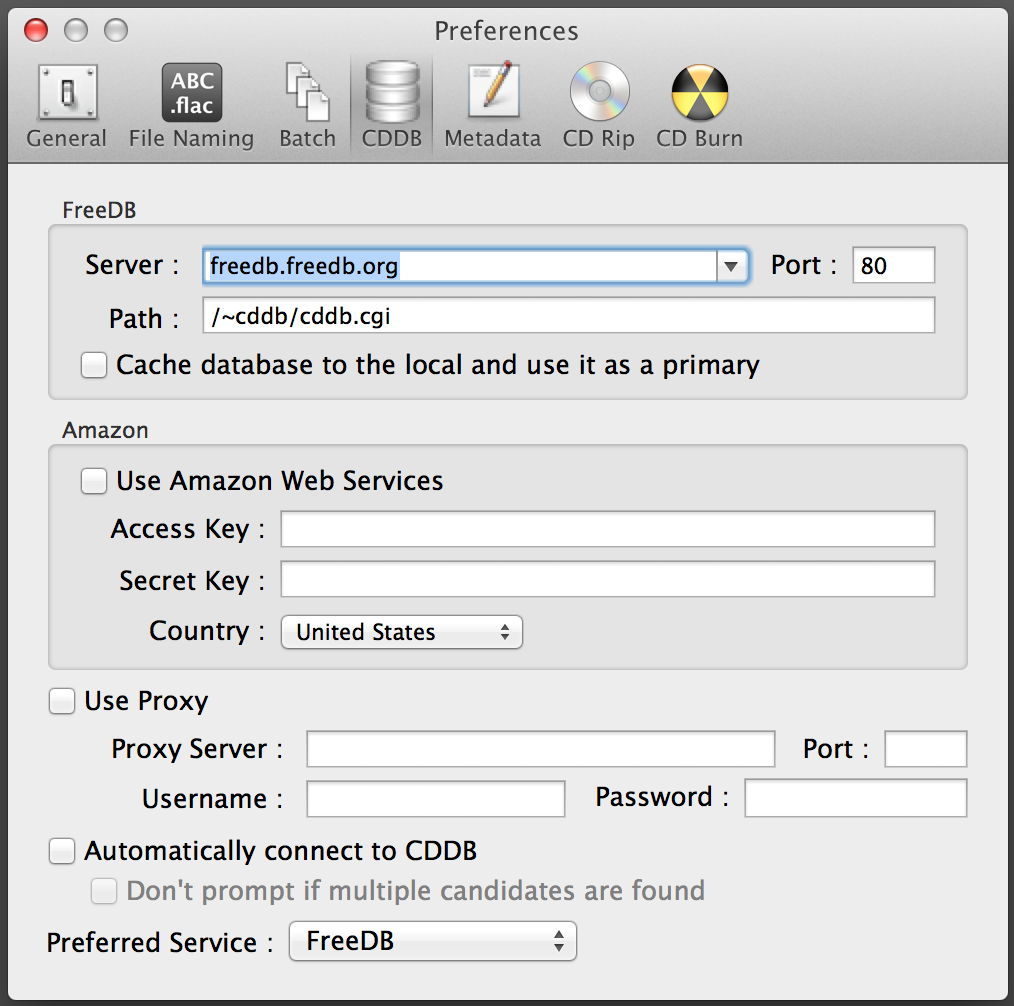 Preferences
ABC
.flac
General File Naming Batch CDDB Metadata CD Rip CD Burn
FreeDB
Server : freedb.freedb.org Port : 80
Path : /~cddb/cddb.cgi
Cache database to the local and use it as a primary
Amazon
Use Amazon Web Services
Access Key :
Secret Key :
Country : United States
Use Proxy
Proxy Server : Port :
Username : Password :
Automatically connect to CDDB
Don't prompt if multiple candidates are found
Preferred Service : FreeDB